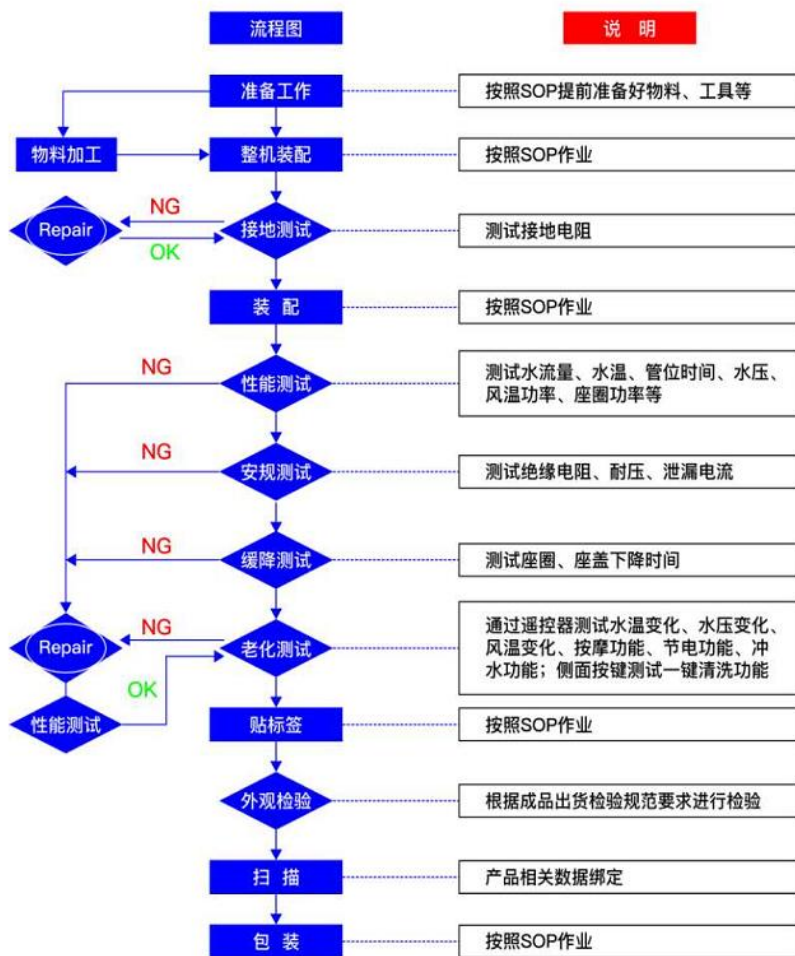 流程图
说 明
准备工作
按照SOP提前准备好物料、工具等
物料加工
整机装配
按照SOP作业
NG
Repair
接地测试
测试接地电阻
OK
装 配
按照SOP作业
NG
性能测试
测试水流量、水温、管位时间、水压、
风温功率、座圈功率等
NG
安规测试
测试绝缘电阻、耐压、泄漏电流
NG
缓降测试
测试座圈、座盖下降时间
NG
Repair
老化测试
通过遥控器测试水温变化、水压变化、
风温变化、按摩功能、节电功能、冲
水功能；侧面按键测试一键清洗功能
OK
性能测试
贴标签
按照SOP作业
外观检验
根据成品出货检验规范要求进行检验
扫 描
产品相关数据绑定
包 装
按照SOP作业